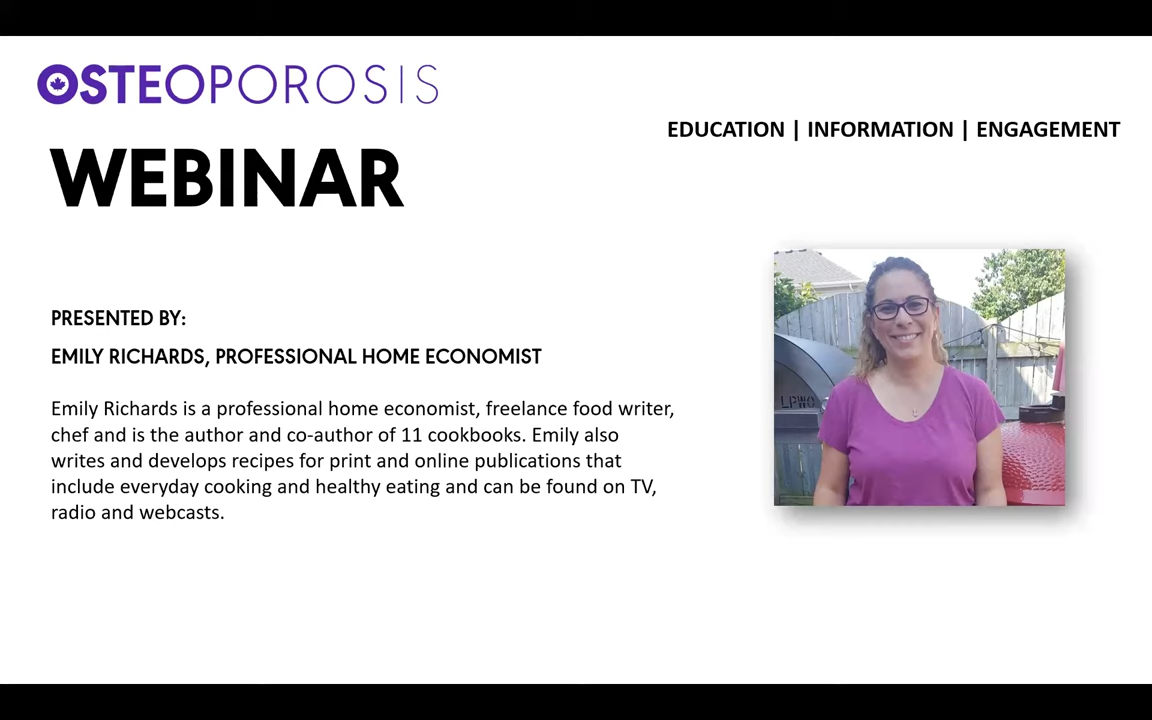 OSTEOPOROSIS
EDUCATION | INFORMATION | ENGAGEMENT
WEBINAR
PRESENTED BY:
EMILY RICHARDS, PROFESSIONAL HOME ECONOMIST
Emily Richards is a professional home economist, freelance food writer,
chef and is the author and co-author of 11 cookbooks. Emily also
writes and develops recipes for print and online publications that
include everyday cooking and healthy eating and can be found on TV,
radio and webcasts.